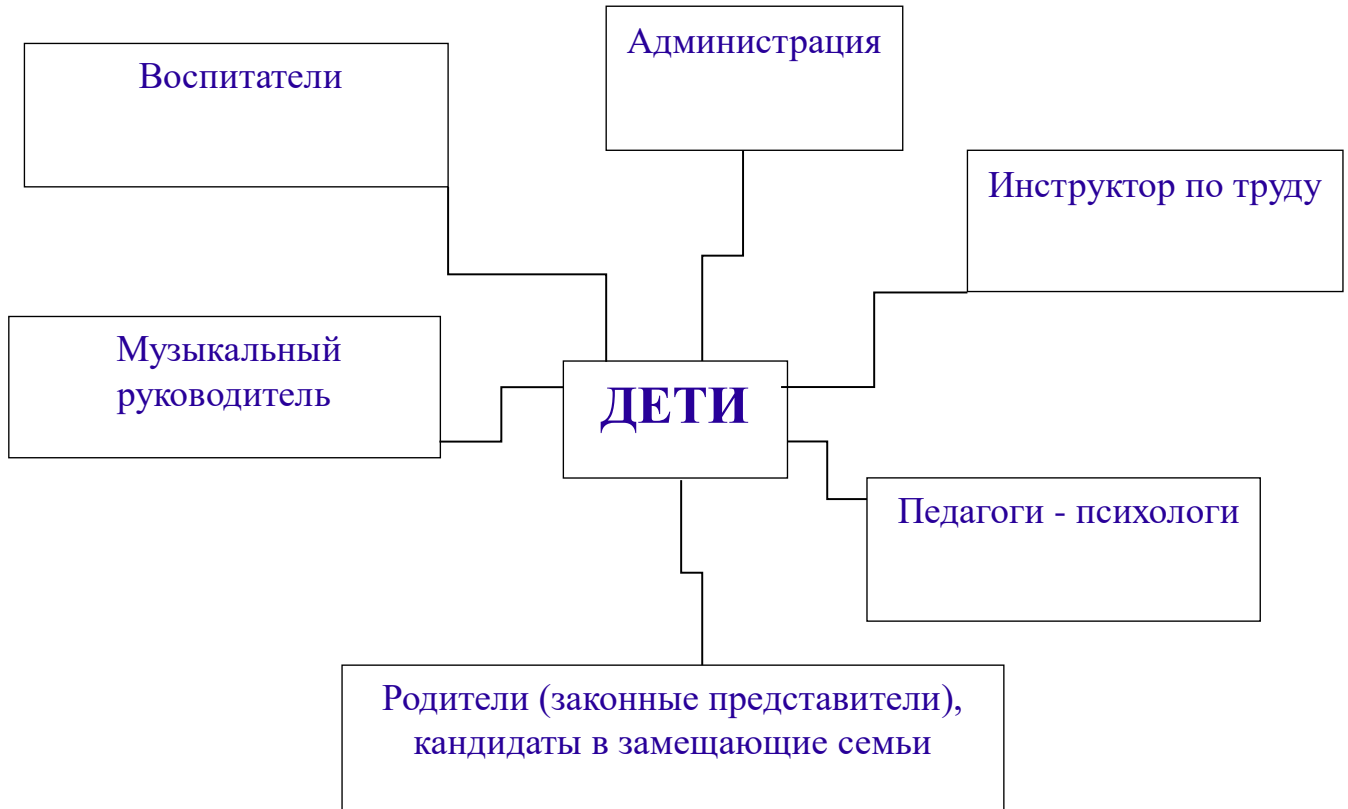 Администрация
Воспитатели
Инструктор по труду
Музыкальный
руководитель
ДЕТИ
Педагоги - психологи
Родители (законные представители),
кандидаты в замещающие семьи